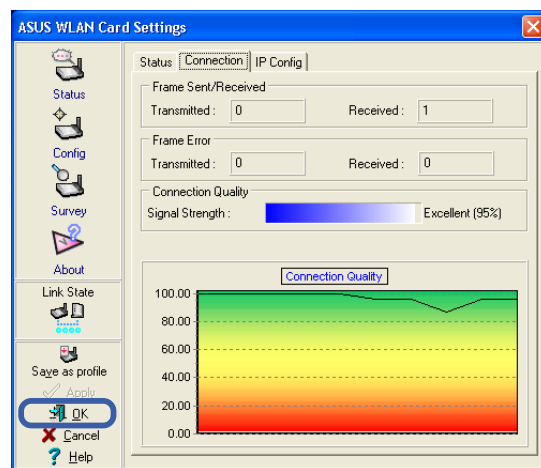 ASUS WLAN Card Settings
Status
Config
Survey
About
Link State
Save as profile
Apply
OK
Cancel
Help
Status Connection IP Config
Frame Sent/Received
Transmitted : 0 Received : 1
Frame Error
Transmitted : 0 Received : 0
Connection Quality
Signal Strength : Excellent (95%)
Connection Quality
100.00
80.00
60.00
40.00
20.00
0.00